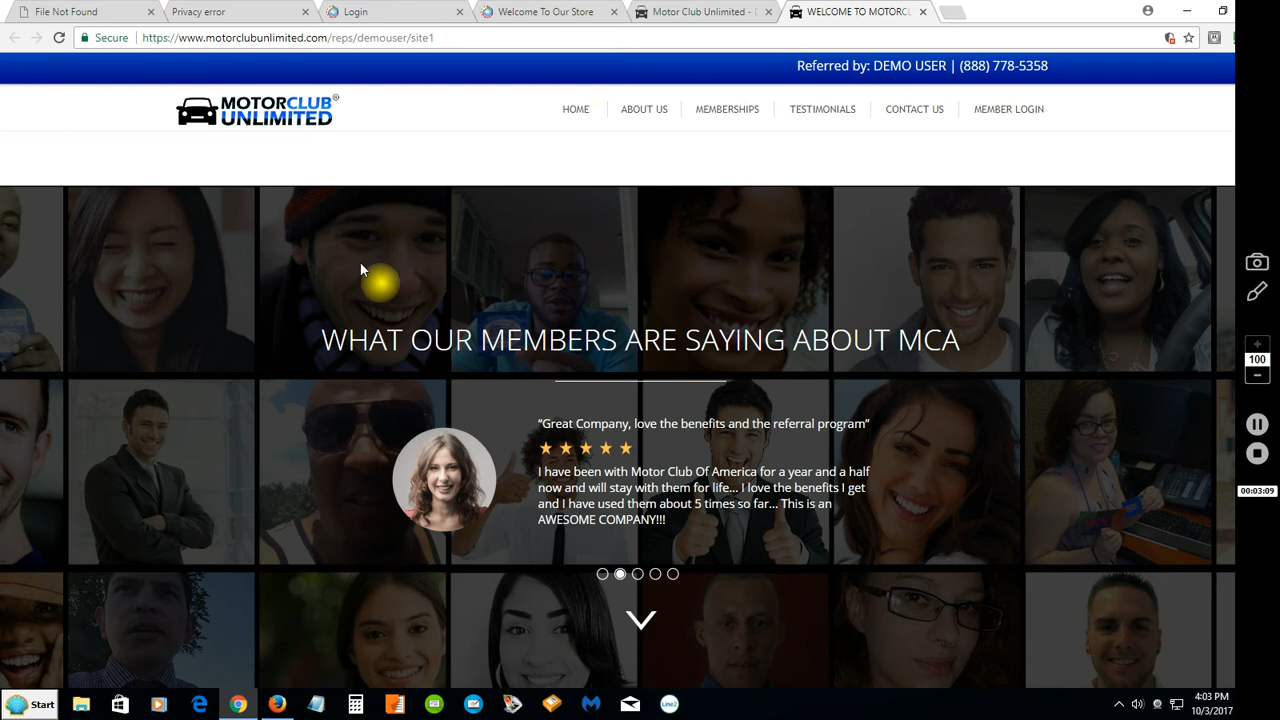 File Not Found
Privacy error
Login
Welcome To Our Store
Motor Club Unlimited - D
WELCOME TO MOTORCL
Secure
https://www.motorclubunlimited.com/reps/demouser/site1
Referred by: DEMO USER | (888) 778-5358
MOTORCLUB UNLIMITED
HOME
ABOUT US
MEMBERSHIPS
TESTIMONIALS
CONTACT US
MEMBER LOGIN
WHAT OUR MEMBERS ARE SAYING ABOUT MCA
“Great Company, love the benefits and the referral program”
I have been with Motor Club Of America for a year and a half
now and will stay with them for life... I love the benefits I get
and I have used them about 5 times so far... This is an
AWESOME COMPANY!!!
100
00:03:09
Start
Line2
4:03 PM
10/3/2017